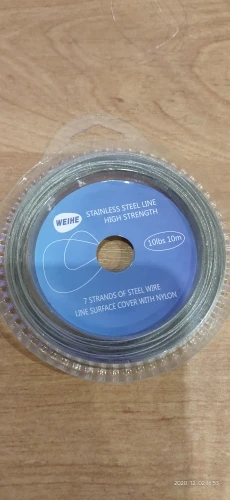 WEIHE
STAINLESS STEEL LINE
HIGH STRENGTH
10lbs 10m
7 STRANDS OF STEEL WIRE
LINE SURFACE COVER WITH NYLON